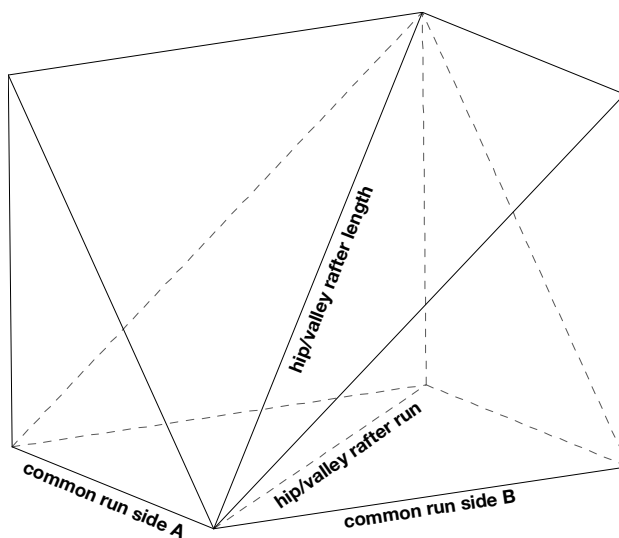 hip/valley rafter length
hip/valley rafter run
common run side A
common run side B